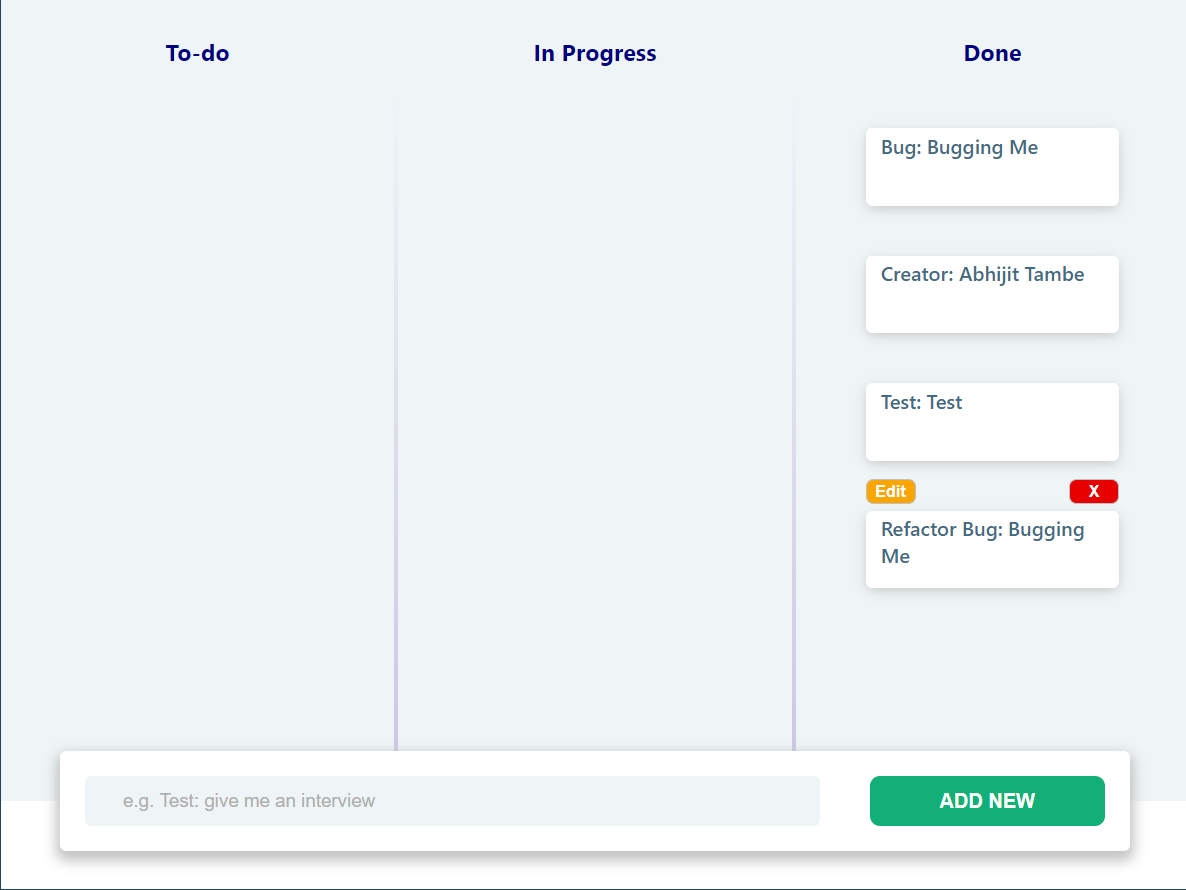 To-do
In Progress
Done
Bug: Bugging Me
Creator: Abhijit Tambe
Test: Test
Edit
X
Refactor Bug: Bugging
Me
e.g. Test: give me an interview
ADD NEW